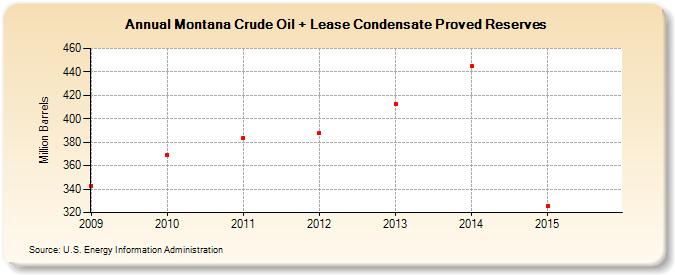 Annual Montana Crude Oil + Lease Condensate Proved Reserves
Million Barrels
460
440
420
400
380
360
340
320
2009 2010 2011 2012 2013 2014 2015
Source: U.S. Energy Information Administration